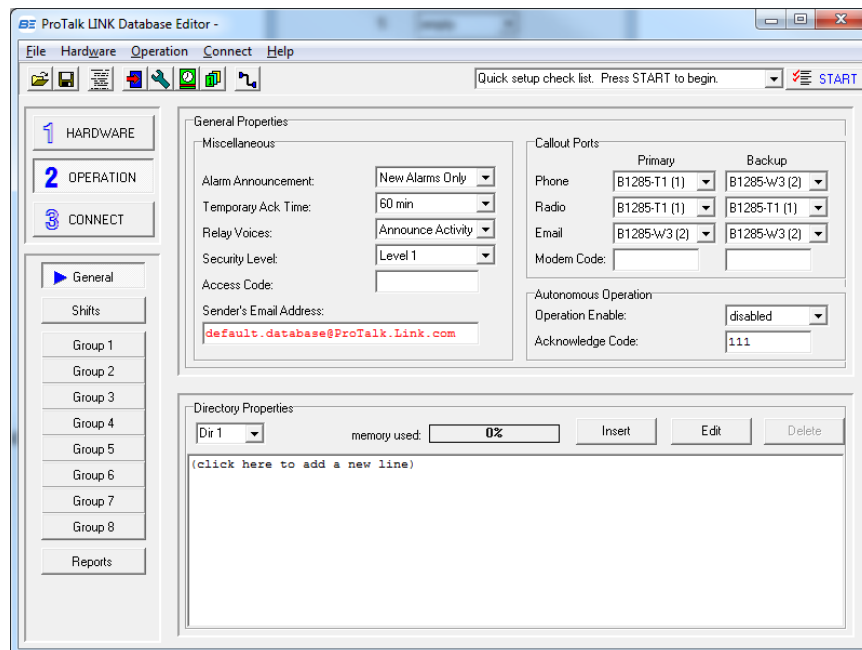 BE ProTalk LINK Database Editor -
File Hardware Operation Connect Help
Quick setup check list. Press START to begin. START
1 HARDWARE
2 OPERATION
3 CONNECT
General
Shifts
Group 1
Group 2
Group 3
Group 4
Group 5
Group 6
Group 7
Group 8
Reports
General Properties
Miscellaneous
Alarm Announcement: New Alarms Only
Temporary Ack Time: 60 min
Relay Voices: Announce Activity
Security Level: Level 1
Access Code:
Sender's Email Address:
default.database@ProTalk.Link.com
Callout Ports
Primary Backup
Phone B1285-T1 (1) B1285-W3 (2)
Radio B1285-T1 (1) B1285-T1 (1)
Email B1285-W3 (2) B1285-W3 (2)
Modem Code:
Autonomous Operation
Operation Enable: disabled
Acknowledge Code: 111
Directory Properties
Dir 1 memory used: 0% Insert Edit Delete
(click here to add a new line)